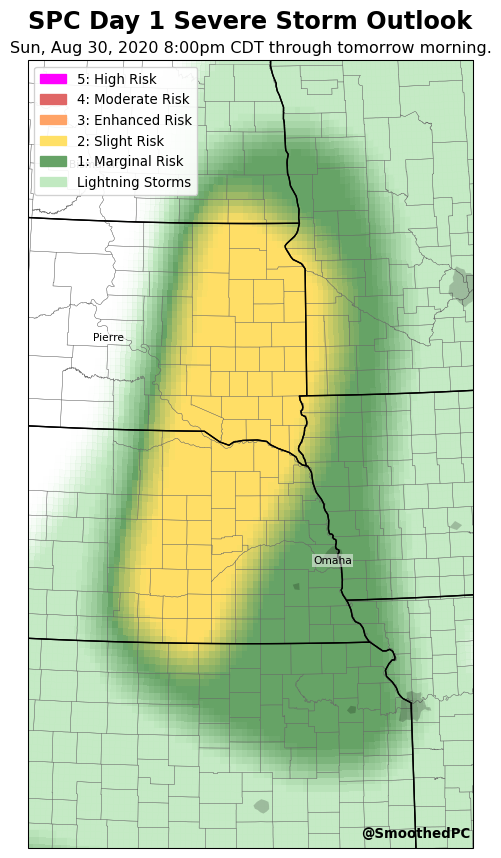 SPC Day 1 Severe Storm Outlook
Sun, Aug 30, 2020 8:00pm CDT through tomorrow morning.
5: High Risk
4: Moderate Risk
3: Enhanced Risk
2: Slight Risk
1: Marginal Risk
Lightning Storms
Pierre
Omaha
@SmoothedPC